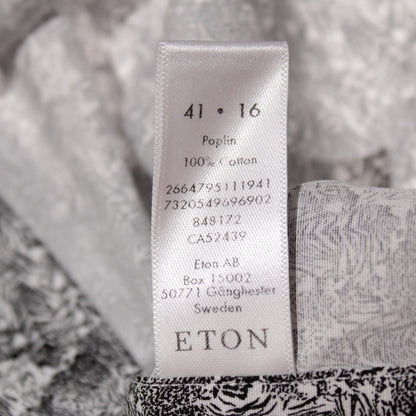 41 • 16
Poplin
100% Cotton
2664795111941
7320549696902
848172
CA52439
Eton AB
Box 15002
50771 Gånghester
Sweden
ETON